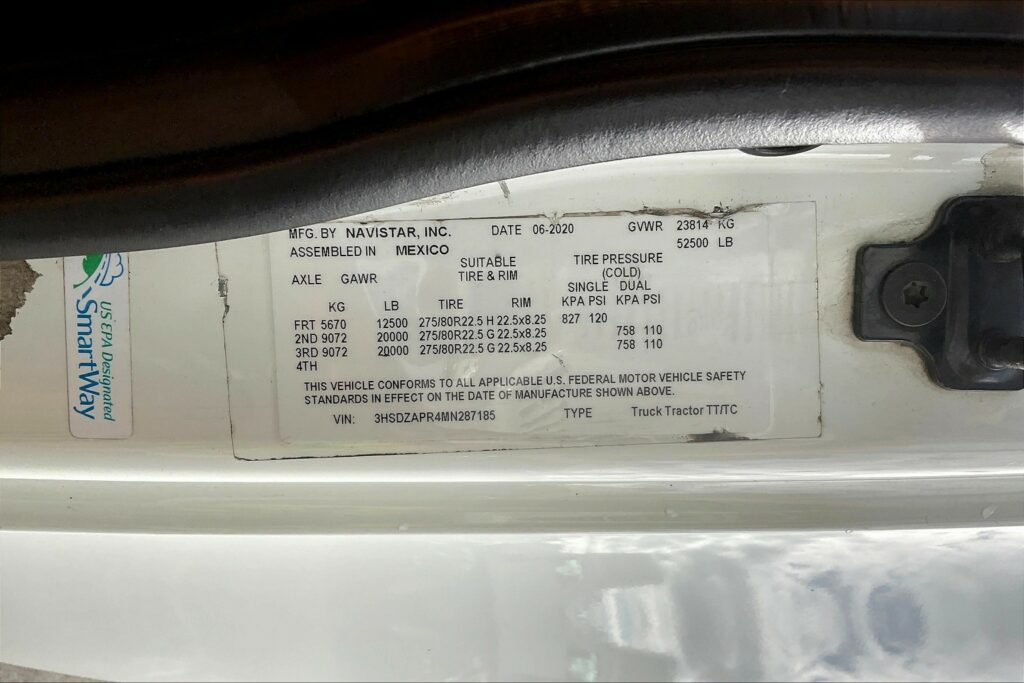 MFG. BY NAVISTAR, INC. DATE 06-2020 GVWR 23814 KG
ASSEMBLED IN MEXICO 52500 LB
AXLE GAWR SUITABLE TIRE & RIM TIRE PRESSURE (COLD)
SINGLE DUAL
KG LB TIRE RIM KPA PSI KPA PSI
FRT 5670 12500 275/80R22.5 H 22.5x8.25 827 120
2ND 9072 20000 275/80R22.5 G 22.5x8.25 758 110
3RD 9072 20000 275/80R22.5 G 22.5x8.25 758 110
4TH
THIS VEHICLE CONFORMS TO ALL APPLICABLE U.S. FEDERAL MOTOR VEHICLE SAFETY
STANDARDS IN EFFECT ON THE DATE OF MANUFACTURE SHOWN ABOVE.
VIN: 3HSDZAPR4MN287185 TYPE Truck Tractor TT/TC
US EPA Designated
SmartWay